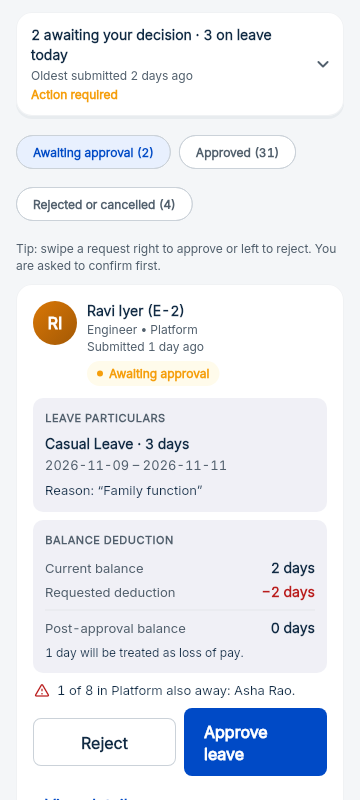 2 awaiting your decision · 3 on leave
today
Oldest submitted 2 days ago
Action required
Awaiting approval (2)
Approved (31)
Rejected or cancelled (4)
Tip: swipe a request right to approve or left to reject. You
are asked to confirm first.
RI
Ravi Iyer (E-2)
Engineer • Platform
Submitted 1 day ago
Awaiting approval
LEAVE PARTICULARS
Casual Leave · 3 days
2026-11-09 – 2026-11-11
Reason: “Family function”
BALANCE DEDUCTION
Current balance 2 days
Requested deduction −2 days
Post-approval balance 0 days
1 day will be treated as loss of pay.
1 of 8 in Platform also away: Asha Rao.
Reject
Approve
leave